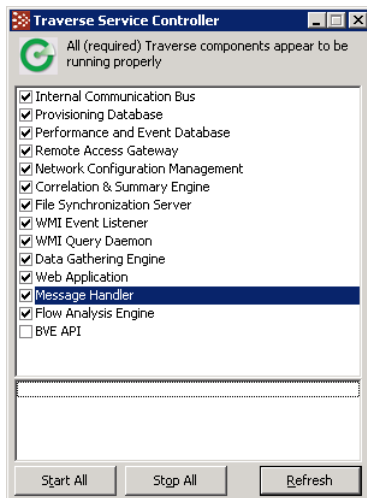 Traverse Service Controller
All (required) Traverse components appear to be
running properly
Internal Communication Bus
Provisioning Database
Performance and Event Database
Remote Access Gateway
Network Configuration Management
Correlation & Summary Engine
File Synchronization Server
WMI Event Listener
WMI Query Daemon
Data Gathering Engine
Web Application
Message Handler
Flow Analysis Engine
BVE API
Start All Stop All Refresh